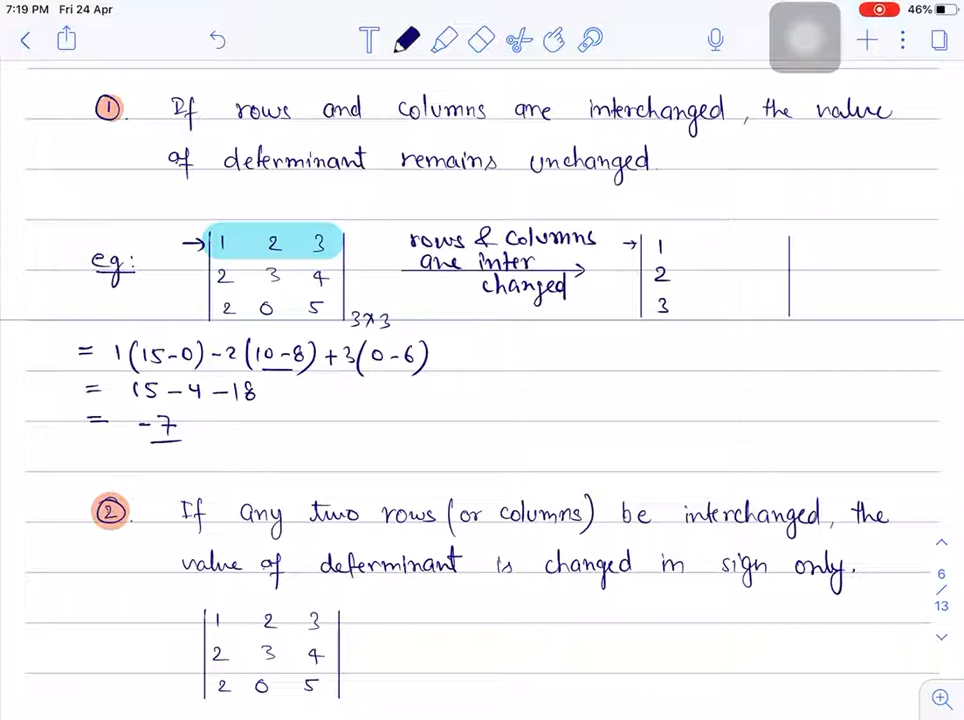 7:19 PM Fri 24 Apr
46%
① If rows and columns are interchanged, the value
of determinant remains unchanged.
eg: → | 1 2 3 | rows & columns → | 1 |
| 2 3 4 | are inter → | 2 |
| 2 0 5 | 3×3 changed | 3 |
= 1(15-0) -2(10-8) +3(0-6)
= 15 - 4 - 18
= -7
② If any two rows (or columns) be interchanged, the
value of determinant is changed in sign only.
| 1 2 3 |
| 2 3 4 |
| 2 0 5 |
6
/
13